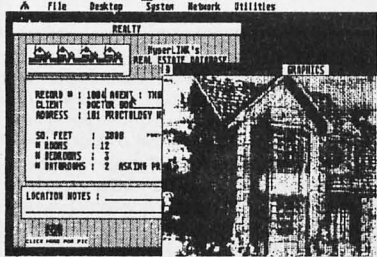 File Desktop System Network Utilities
REALTY
HyperLINK's
REAL ESTATE DATABASE
GRAPHICS
RECORD # : 1004 AGENT :
CLIENT : DOCTOR BOB
ADDRESS : 101 PROCTOLOGY
SQ. FEET : 3000
# ROOMS : 12
# BEDROOMS : 3
# BATHROOMS : 2 ASKING
LOCATION NOTES :
CLICK HERE FOR PIC